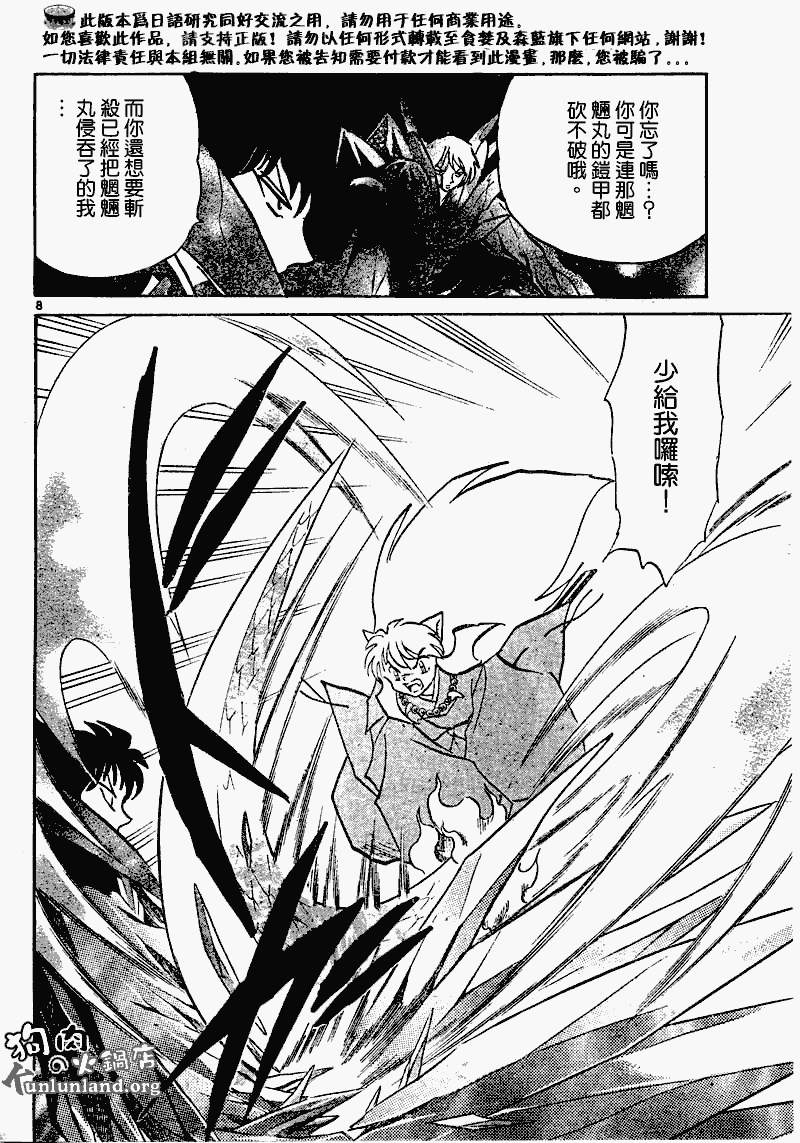 此版本爲日語研究同好交流之用，請勿用于任何商業用途。
如您喜歡此作品，請支持正版！請勿以任何形式轉載至貪婪及森藍旗下任何網站，謝謝！
一切法律責任與本組無關。如果您被告知需要付款才能看到此漫畫，那麼，您被騙了...
你忘了嗎…？
你可是連那魍
魎丸的鎧甲都
砍不破哦。
而你還想要斬
殺已經把魍魎
丸侵吞了的我
…
8
少給我囉嗦！
狗肉
の火鍋店
Kunlunland.org